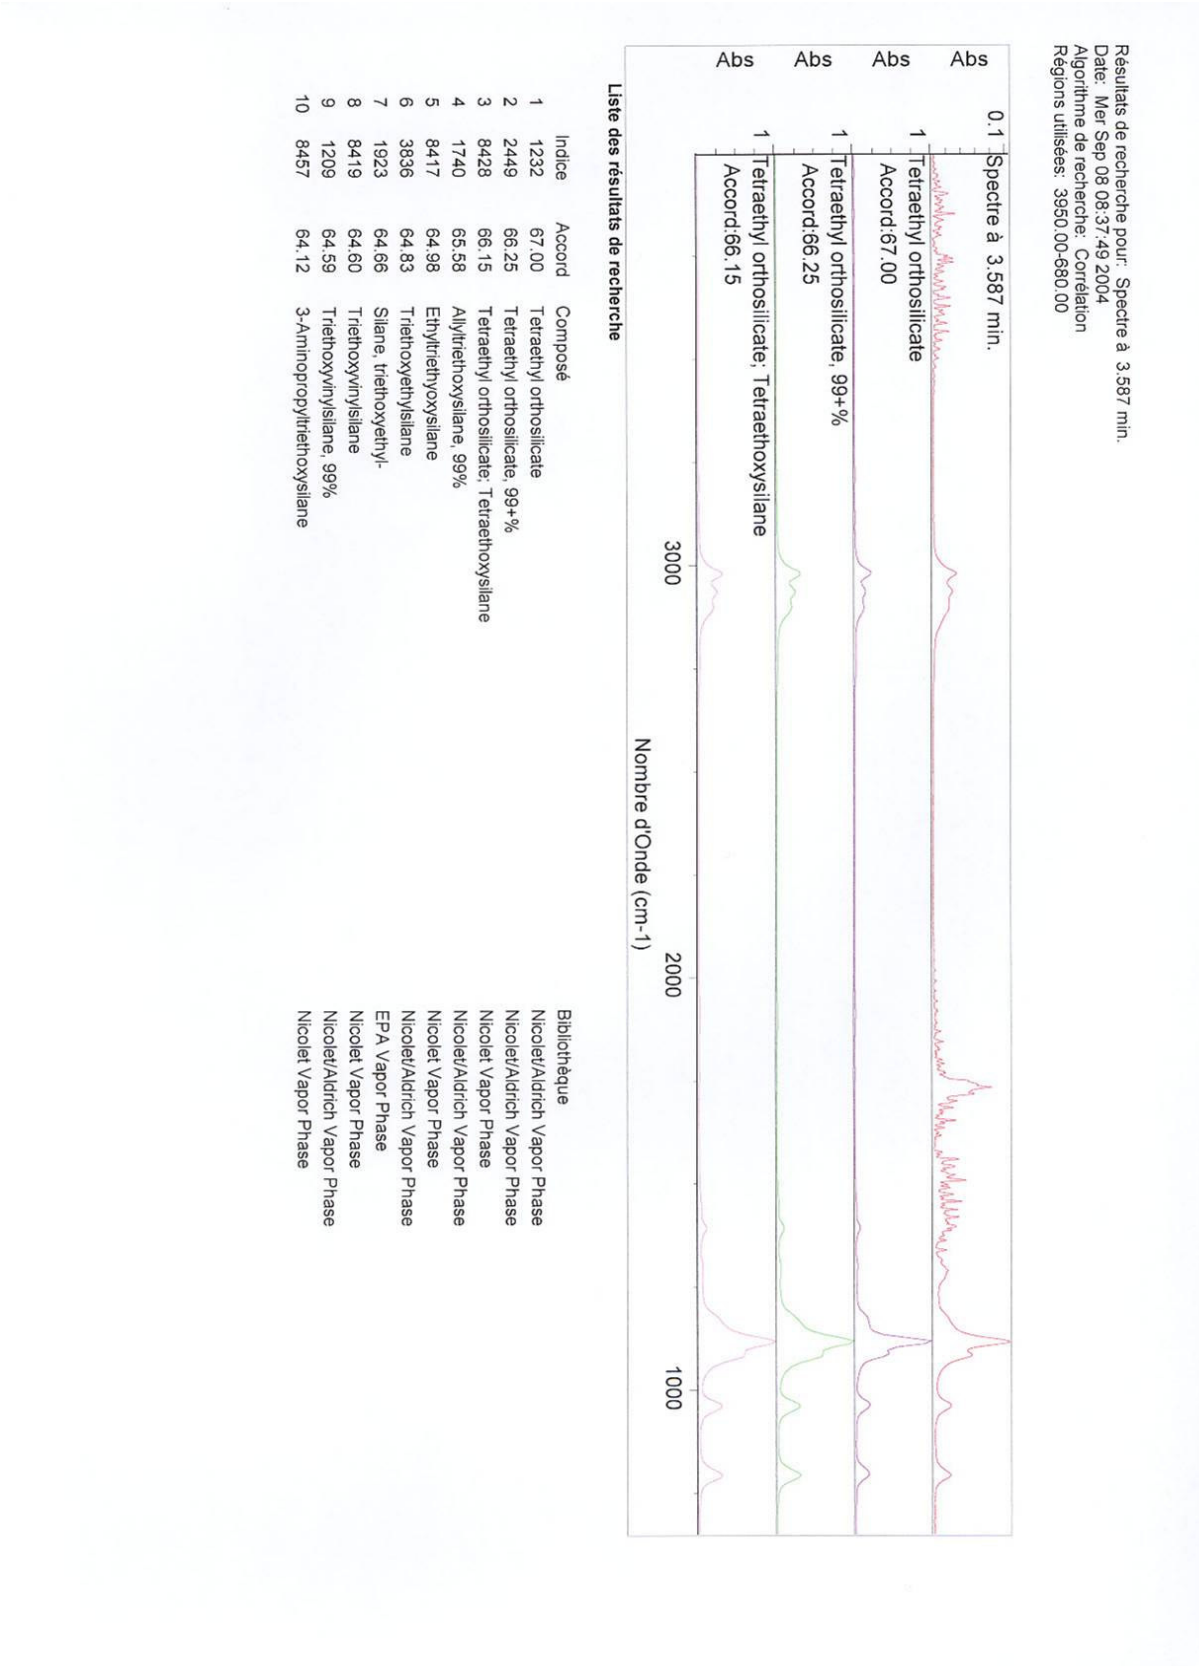 Résultats de recherche pour: Spectre à 3.587 min.
Date: Mer Sep 08 08:37:49 2004
Algorithme de recherche: Corrélation
Régions utilisées: 3950.00-680.00
Abs
0.1
Spectre à 3.587 min.
Abs
1
Tetraethyl orthosilicate
Accord:67.00
Abs
1
Tetraethyl orthosilicate, 99+%
Accord:66.25
Abs
1
Tetraethyl orthosilicate; Tetraethoxysilane
Accord:66.15
3000 2000 1000
Nombre d'Onde (cm-1)
Liste des résultats de recherche
Indice Accord Composé Bibliothèque
1 1232 67.00 Tetraethyl orthosilicate Nicolet/Aldrich Vapor Phase
2 2449 66.25 Tetraethyl orthosilicate, 99+% Nicolet/Aldrich Vapor Phase
3 8428 66.15 Tetraethyl orthosilicate; Tetraethoxysilane Nicolet Vapor Phase
4 1740 65.58 Allyltriethoxysilane, 99% Nicolet/Aldrich Vapor Phase
5 8417 64.98 Ethyltriethyoxysilane Nicolet Vapor Phase
6 3836 64.83 Triethoxyethylsilane Nicolet/Aldrich Vapor Phase
7 1923 64.66 Silane, triethoxyethyl- EPA Vapor Phase
8 8419 64.60 Triethoxyvinylsilane Nicolet Vapor Phase
9 1209 64.59 Triethoxyvinylsilane, 99% Nicolet/Aldrich Vapor Phase
10 8457 64.12 3-Aminopropyltriethoxysilane Nicolet Vapor Phase